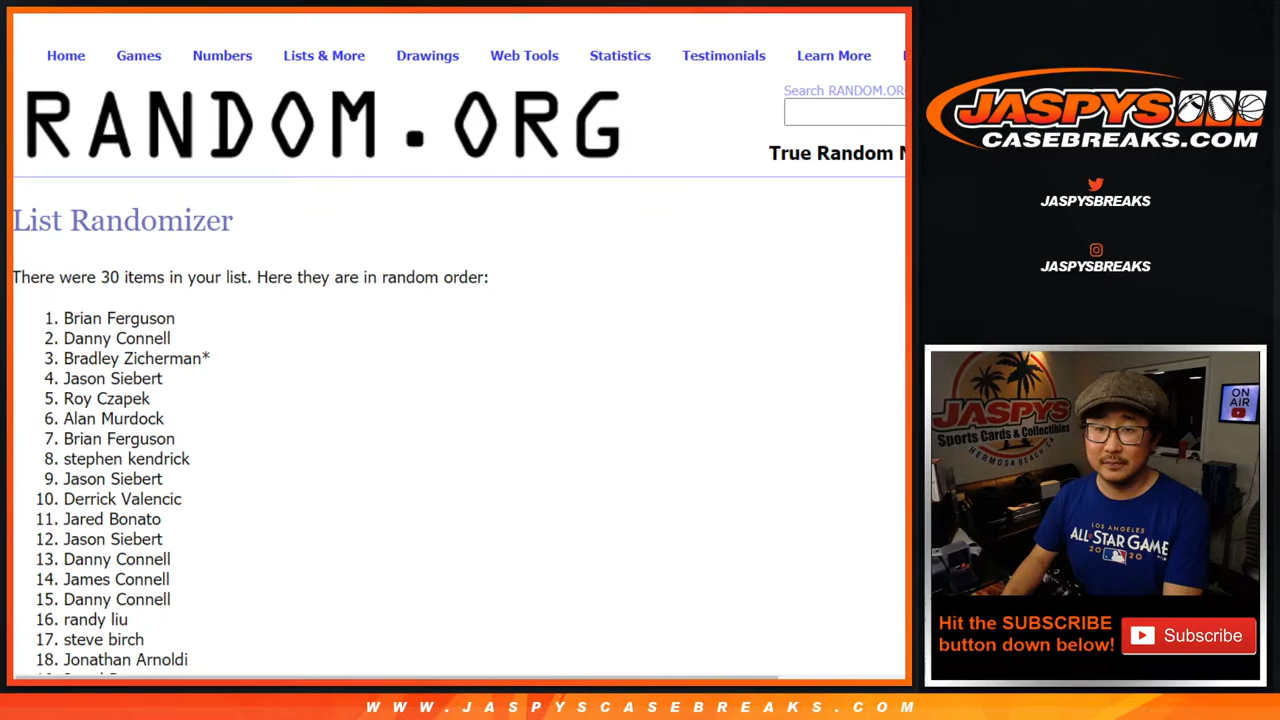 Home Games Numbers Lists & More Drawings Web Tools Statistics Testimonials Learn More
RANDOM.ORG
Search RANDOM.OR
True Random
List Randomizer
There were 30 items in your list. Here they are in random order:
1. Brian Ferguson
2. Danny Connell
3. Bradley Zicherman*
4. Jason Siebert
5. Roy Czapek
6. Alan Murdock
7. Brian Ferguson
8. stephen kendrick
9. Jason Siebert
10. Derrick Valencic
11. Jared Bonato
12. Jason Siebert
13. Danny Connell
14. James Connell
15. Danny Connell
16. randy liu
17. steve birch
18. Jonathan Arnoldi
JASPYS
CASEBREAKS.COM
JASPYSBREAKS
JASPYSBREAKS
JASPYS
Sports Cards & Collectibles
HERMOSA BEACH, CA
ON
AIR
LOS ANGELES
ALL STAR GAME
2020
Hit the SUBSCRIBE
button down below!
Subscribe
WWW.JASPYSCASEBREAKS.COM